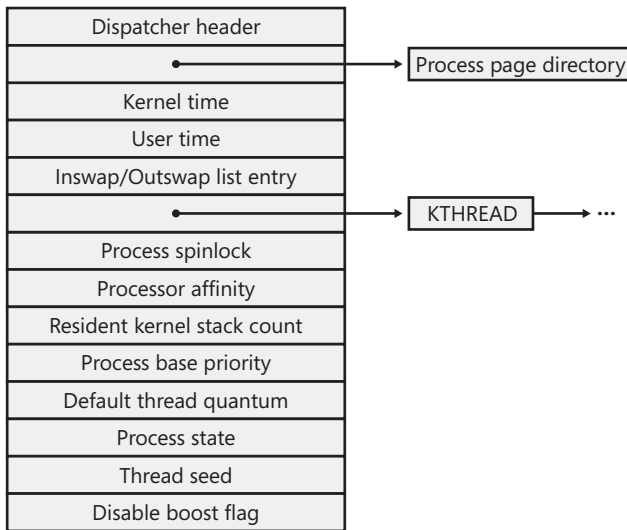 Dispatcher header
Process page directory
Kernel time
User time
Inswap/Outswap list entry
KTHREAD ...
Process spinlock
Processor affinity
Resident kernel stack count
Process base priority
Default thread quantum
Process state
Thread seed
Disable boost flag